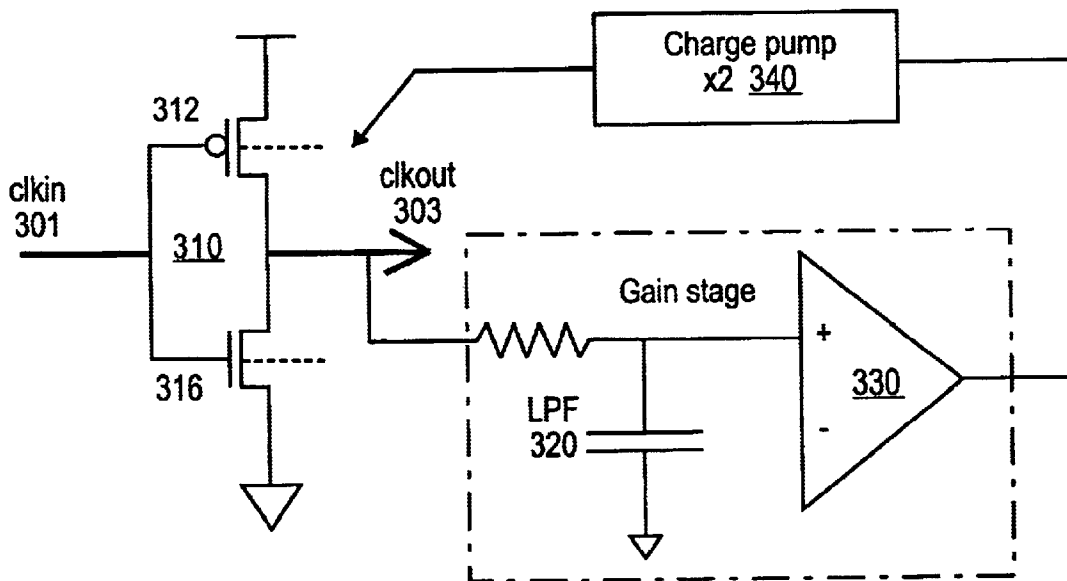 Charge pump
x2 340
312
clkin
301
310
clkout
303
316
Gain stage
LPF
320
+
-
330